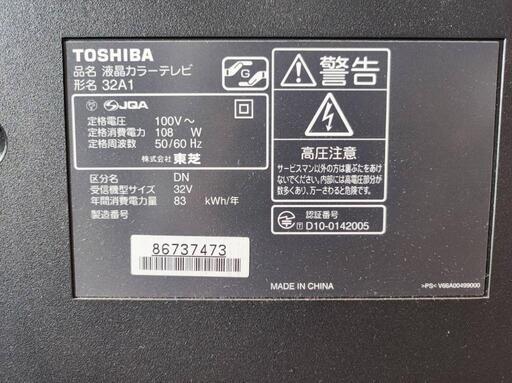 TOSHIBA
品名 液晶カラーテレビ
形名 32A1
G
JQA
定格電圧 100V〜
定格消費電力 108 W
定格周波数 50/60 Hz
株式会社 東芝
区分名 DN
受信機型サイズ 32V
年間消費電力量 83 kWh/年
製造番号
86737473
警告
高圧注意
サービスマン以外の方は裏ぶたをあけ
ないでください。内部には高電圧部分が
数多くあり、万一さわると危険です。
認証番号
T D10-0142005
MADE IN CHINA
>PS< V68A00499000